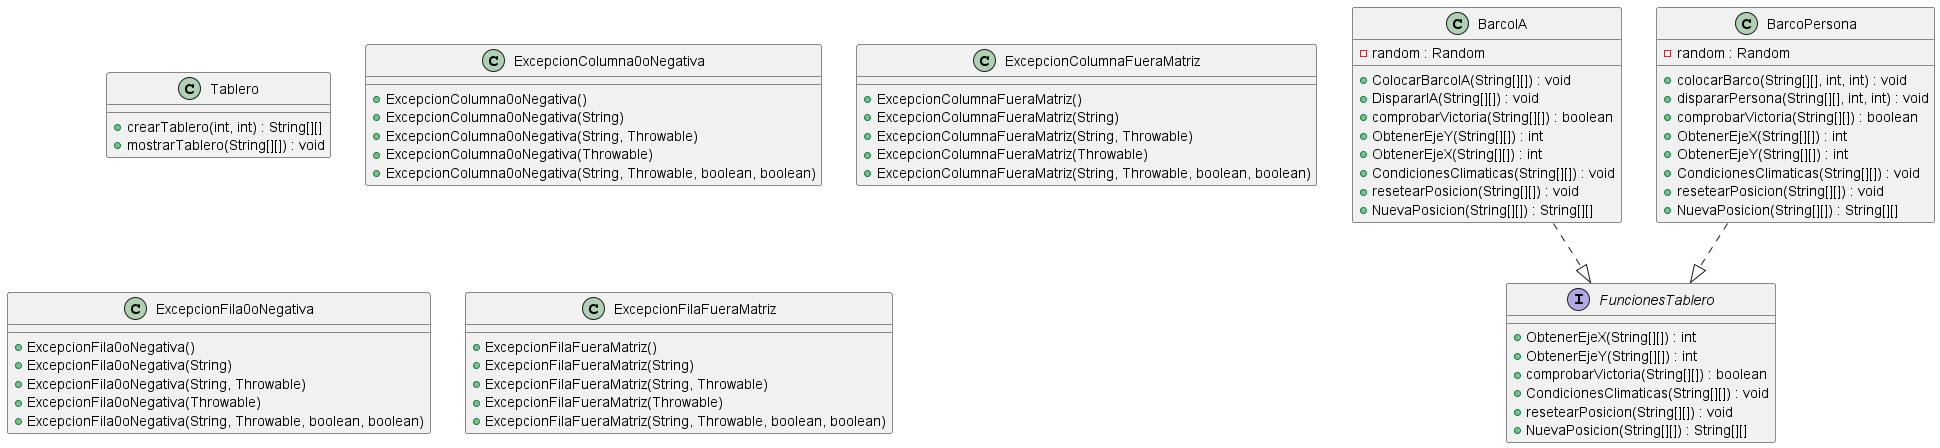 C Tablero
crearTablero(int, int) : String[][]
mostrarTablero(String[][]) : void
C ExcepcionColumna0oNegativa
ExcepcionColumna0oNegativa()
ExcepcionColumna0oNegativa(String)
ExcepcionColumna0oNegativa(String, Throwable)
ExcepcionColumna0oNegativa(Throwable)
ExcepcionColumna0oNegativa(String, Throwable, boolean, boolean)
C ExcepcionColumnaFueraMatriz
ExcepcionColumnaFueraMatriz()
ExcepcionColumnaFueraMatriz(String)
ExcepcionColumnaFueraMatriz(String, Throwable)
ExcepcionColumnaFueraMatriz(Throwable)
ExcepcionColumnaFueraMatriz(String, Throwable, boolean, boolean)
C BarcoIA
random : Random
ColocarBarcoIA(String[][]) : void
DispararIA(String[][]) : void
comprobarVictoria(String[][]) : boolean
ObtenerEjeY(String[][]) : int
ObtenerEjeX(String[][]) : int
CondicionesClimaticas(String[][]) : void
resetearPosicion(String[][]) : void
NuevaPosicion(String[][]) : String[][]
C BarcoPersona
random : Random
colocarBarco(String[][], int, int) : void
dispararPersona(String[][], int, int) : void
comprobarVictoria(String[][]) : boolean
ObtenerEjeX(String[][]) : int
ObtenerEjeY(String[][]) : int
CondicionesClimaticas(String[][]) : void
resetearPosicion(String[][]) : void
NuevaPosicion(String[][]) : String[][]
C ExcepcionFila0oNegativa
ExcepcionFila0oNegativa()
ExcepcionFila0oNegativa(String)
ExcepcionFila0oNegativa(String, Throwable)
ExcepcionFila0oNegativa(Throwable)
ExcepcionFila0oNegativa(String, Throwable, boolean, boolean)
C ExcepcionFilaFueraMatriz
ExcepcionFilaFueraMatriz()
ExcepcionFilaFueraMatriz(String)
ExcepcionFilaFueraMatriz(String, Throwable)
ExcepcionFilaFueraMatriz(Throwable)
ExcepcionFilaFueraMatriz(String, Throwable, boolean, boolean)
I FuncionesTablero
ObtenerEjeX(String[][]) : int
ObtenerEjeY(String[][]) : int
comprobarVictoria(String[][]) : boolean
CondicionesClimaticas(String[][]) : void
resetearPosicion(String[][]) : void
NuevaPosicion(String[][]) : String[][]